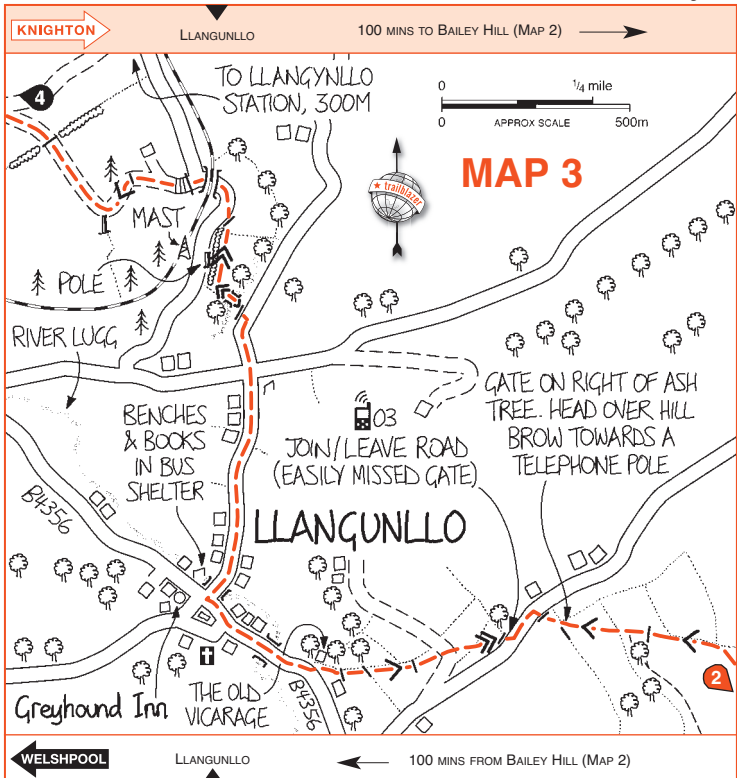 KNIGHTON
LLANGUNLLO
100 MINS TO BAILEY HILL (MAP 2)
4
TO LLANGYNLLO
STATION, 300M
0
¼ mile
0
APPROX SCALE
500m
MAP 3
★ trailblazer
MAST
POLE
RIVER LUGG
BENCHES
& BOOKS
IN BUS
SHELTER
03
JOIN/LEAVE ROAD
(EASILY MISSED GATE)
GATE ON RIGHT OF ASH
TREE. HEAD OVER HILL
BROW TOWARDS A
TELEPHONE POLE
B4356
LLANGUNLLO
Greyhound Inn
THE OLD
VICARAGE
B4356
2
WELSHPOOL
LLANGUNLLO
100 MINS FROM BAILEY HILL (MAP 2)